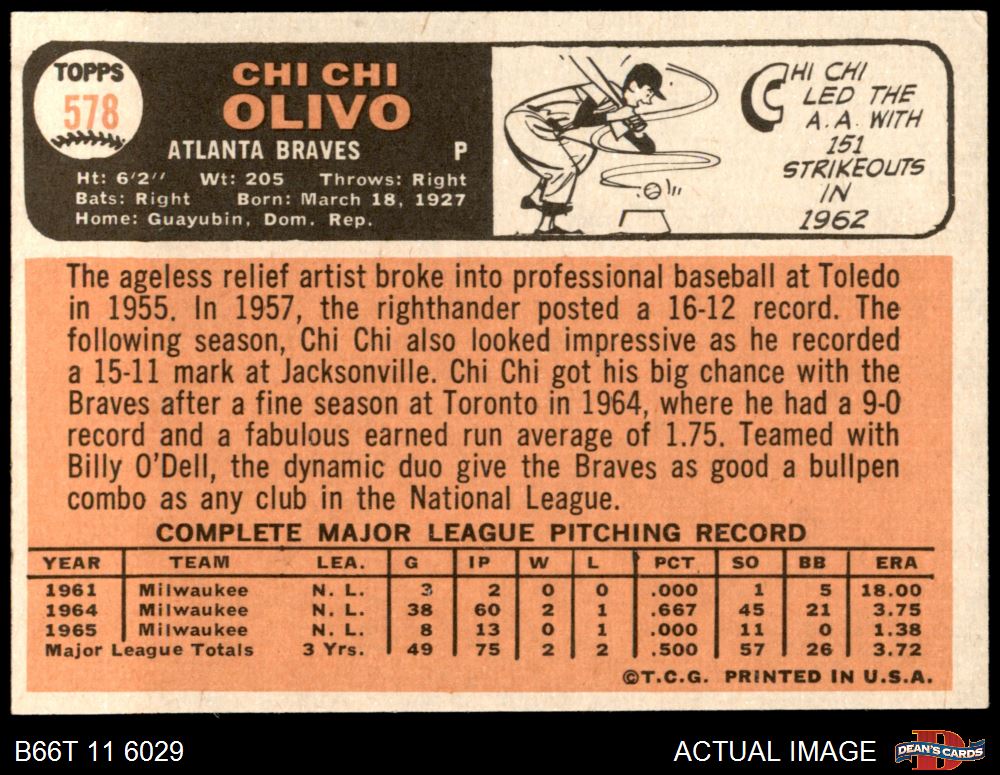 TOPPS
578
CHI CHI
OLIVO
ATLANTA BRAVES P
Ht: 6'2" Wt: 205 Throws: Right
Bats: Right Born: March 18, 1927
Home: Guayubin, Dom. Rep.
CHI CHI
LED THE
A.A. WITH
151
STRIKEOUTS
IN
1962
The ageless relief artist broke into professional baseball at Toledo
in 1955. In 1957, the righthander posted a 16-12 record. The
following season, Chi Chi also looked impressive as he recorded
a 15-11 mark at Jacksonville. Chi Chi got his big chance with the
Braves after a fine season at Toronto in 1964, where he had a 9-0
record and a fabulous earned run average of 1.75. Teamed with
Billy O'Dell, the dynamic duo give the Braves as good a bullpen
combo as any club in the National League.
COMPLETE MAJOR LEAGUE PITCHING RECORD
YEAR TEAM LEA. G IP W L PCT SO BB ERA
1961 Milwaukee N. L. 3 2 0 0 .000 1 5 18.00
1964 Milwaukee N. L. 38 60 2 1 .667 45 21 3.75
1965 Milwaukee N. L. 8 13 0 1 .000 11 0 1.38
Major League Totals 3 Yrs. 49 75 2 2 .500 57 26 3.72
©T.C.G. PRINTED IN U.S.A.
B66T 11 6029 ACTUAL IMAGE
D
DEAN'S CARDS